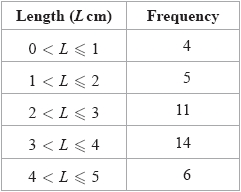 Length (L cm) Frequency
0 < L ⩽ 1 4
1 < L ⩽ 2 5
2 < L ⩽ 3 11
3 < L ⩽ 4 14
4 < L ⩽ 5 6